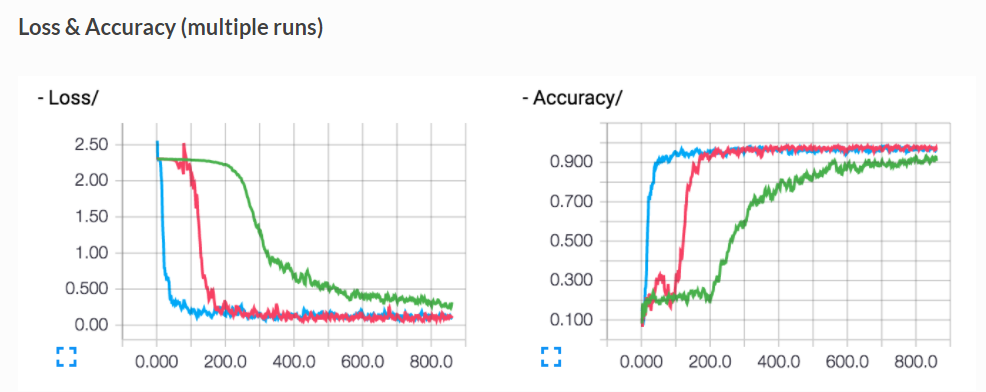 Loss & Accuracy (multiple runs)
- Loss/
2.50
2.00
1.50
1.00
0.500
0.00
0.000 200.0 400.0 600.0 800.0
- Accuracy/
0.900
0.700
0.500
0.300
0.100
0.000 200.0 400.0 600.0 800.0